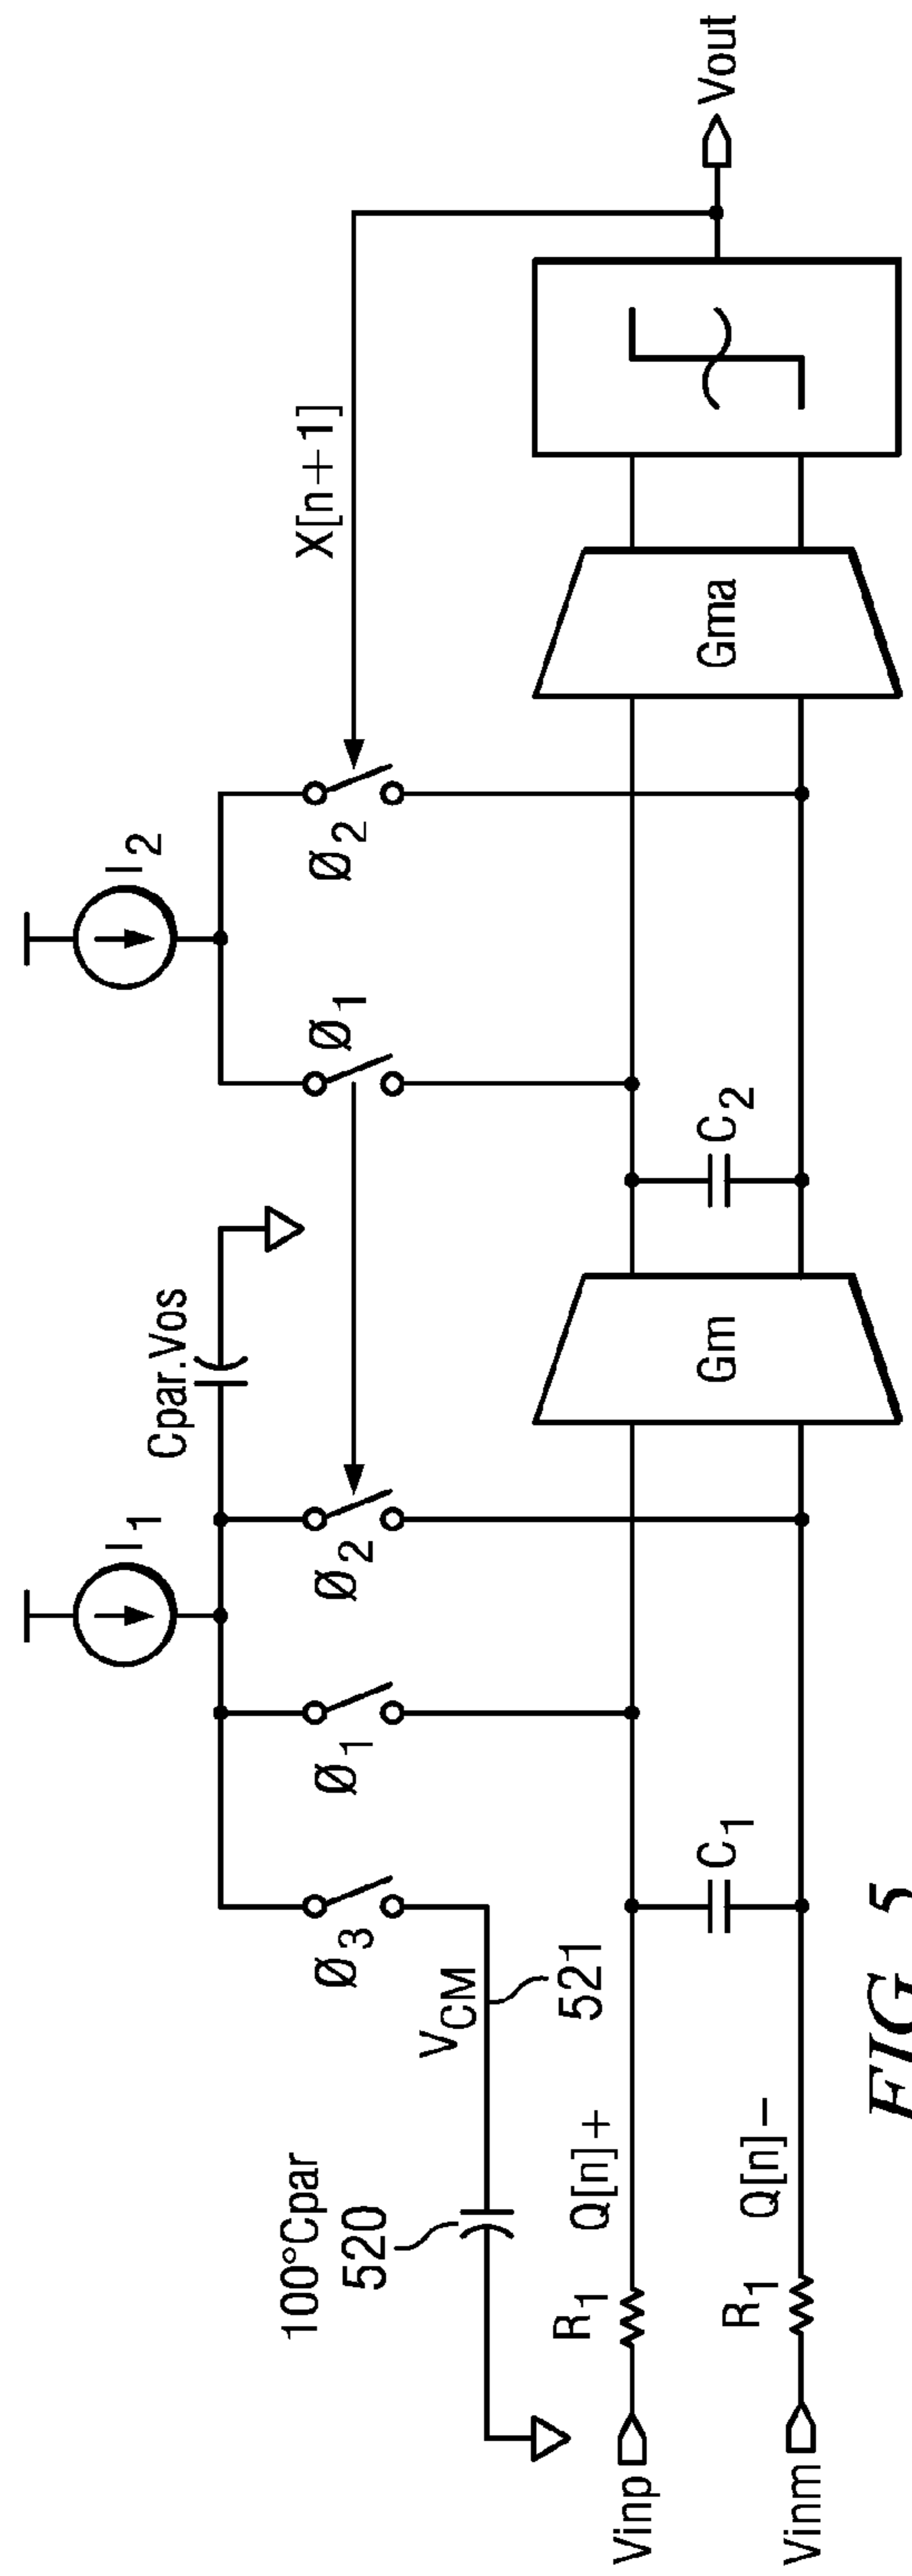 I1
I2
Cpar.Vos
X[n+1]
Ø3
Ø1
Ø2
Ø1
Ø2
VCM
521
100°Cpar
520
Vinp
R1
Q[n]+
C1
Gm
C2
Gma
Vout
Vinm
R1
Q[n]−
FIG. 5